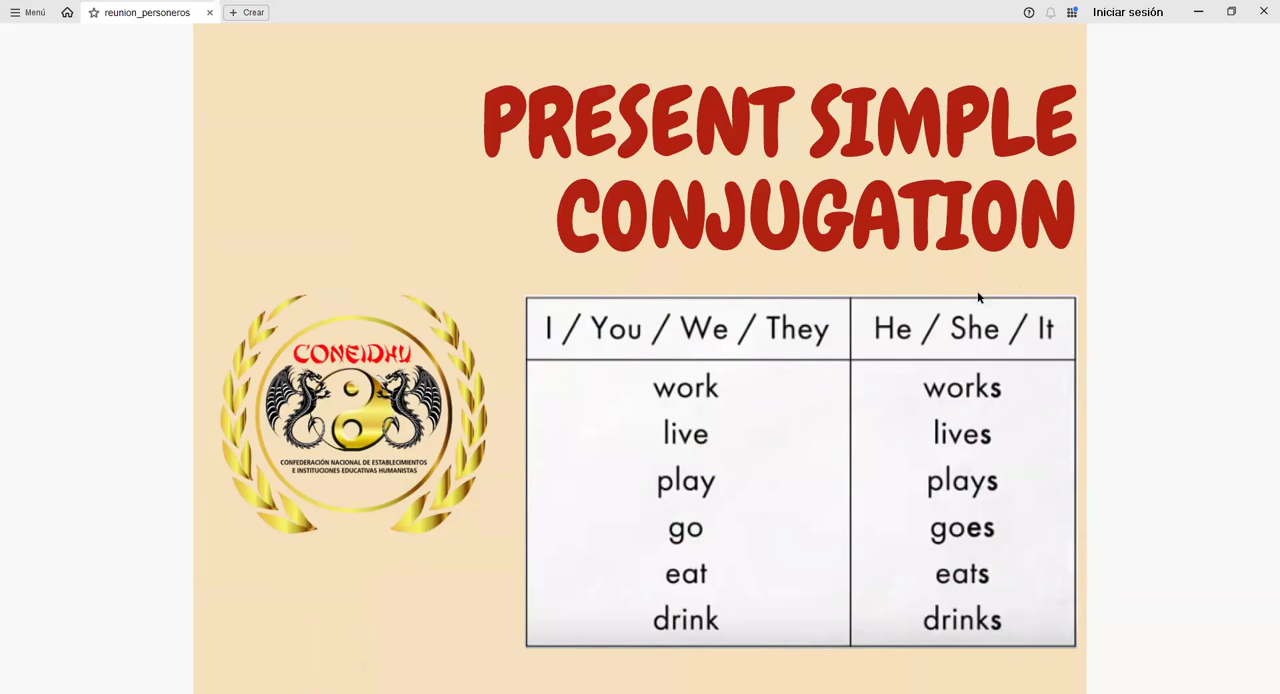 Menú
reunion_personeros
Crear
Iniciar sesión
PRESENT SIMPLE
CONJUGATION
CONEIDHU
CONFEDERACIÓN NACIONAL DE ESTABLECIMIENTOS
E INSTITUCIONES EDUCATIVAS HUMANISTAS
I / You / We / They He / She / It
work works
live lives
play plays
go goes
eat eats
drink drinks